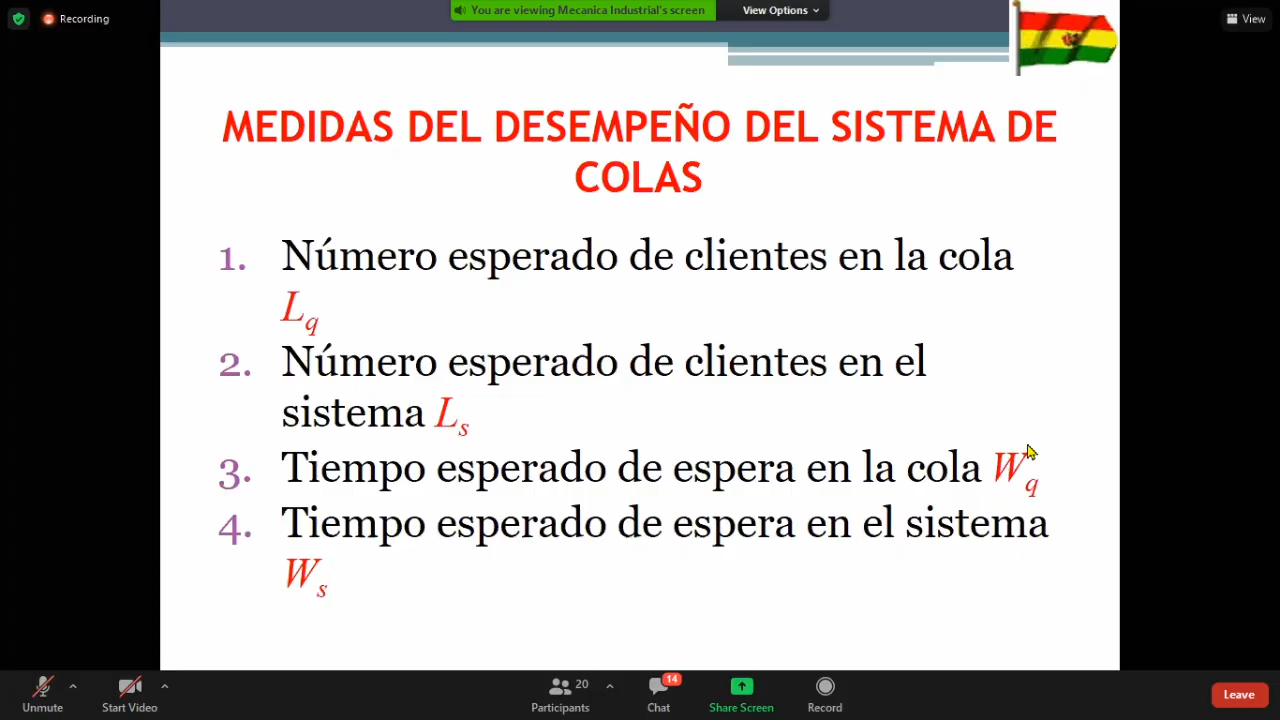 Recording
You are viewing Mecanica Industrial's screen
View Options
View
MEDIDAS DEL DESEMPEÑO DEL SISTEMA DE
COLAS
1. Número esperado de clientes en la cola
Lq
2. Número esperado de clientes en el
sistema Ls
3. Tiempo esperado de espera en la cola Wq
4. Tiempo esperado de espera en el sistema
Ws
Unmute
Start Video
20
Participants
14
Chat
Share Screen
Record
Leave